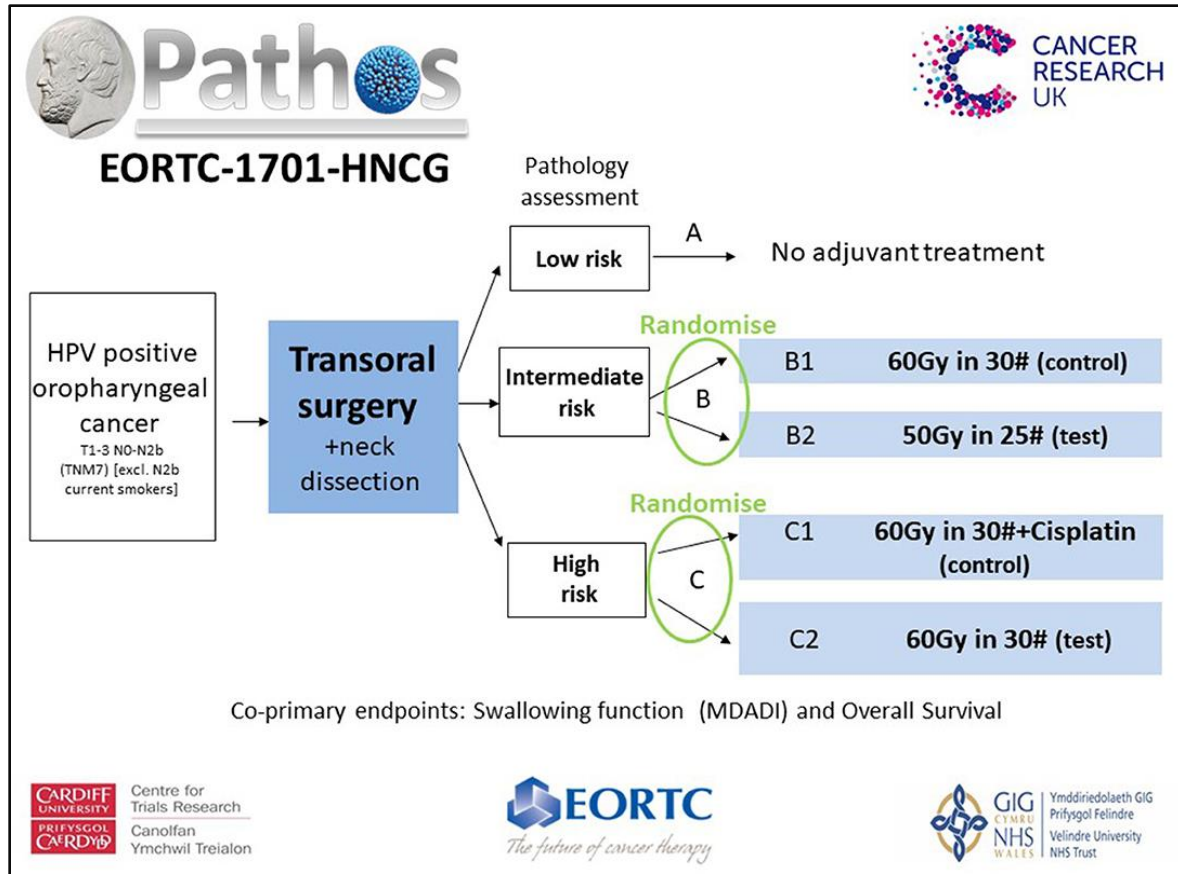 Pathos
CANCER
RESEARCH
UK
EORTC-1701-HNCG
Pathology
assessment
Low risk
A
No adjuvant treatment
HPV positive
oropharyngeal
cancer
T1-3 N0-N2b
(TNM7) [excl. N2b
current smokers]
Transoral
surgery
+neck
dissection
Intermediate
risk
Randomise
B
B1 60Gy in 30# (control)
B2 50Gy in 25# (test)
High
risk
Randomise
C
C1 60Gy in 30#+Cisplatin
(control)
C2 60Gy in 30# (test)
Co-primary endpoints: Swallowing function (MDADI) and Overall Survival
CARDIFF
UNIVERSITY
PRIFYSGOL
CAERDYDD
Centre for
Trials Research
Canolfan
Ymchwil Treialon
EORTC
The future of cancer therapy
GIG
CYMRU
NHS
WALES
Ymddiriedolaeth GIG
Prifysgol Felindre
Velindre University
NHS Trust